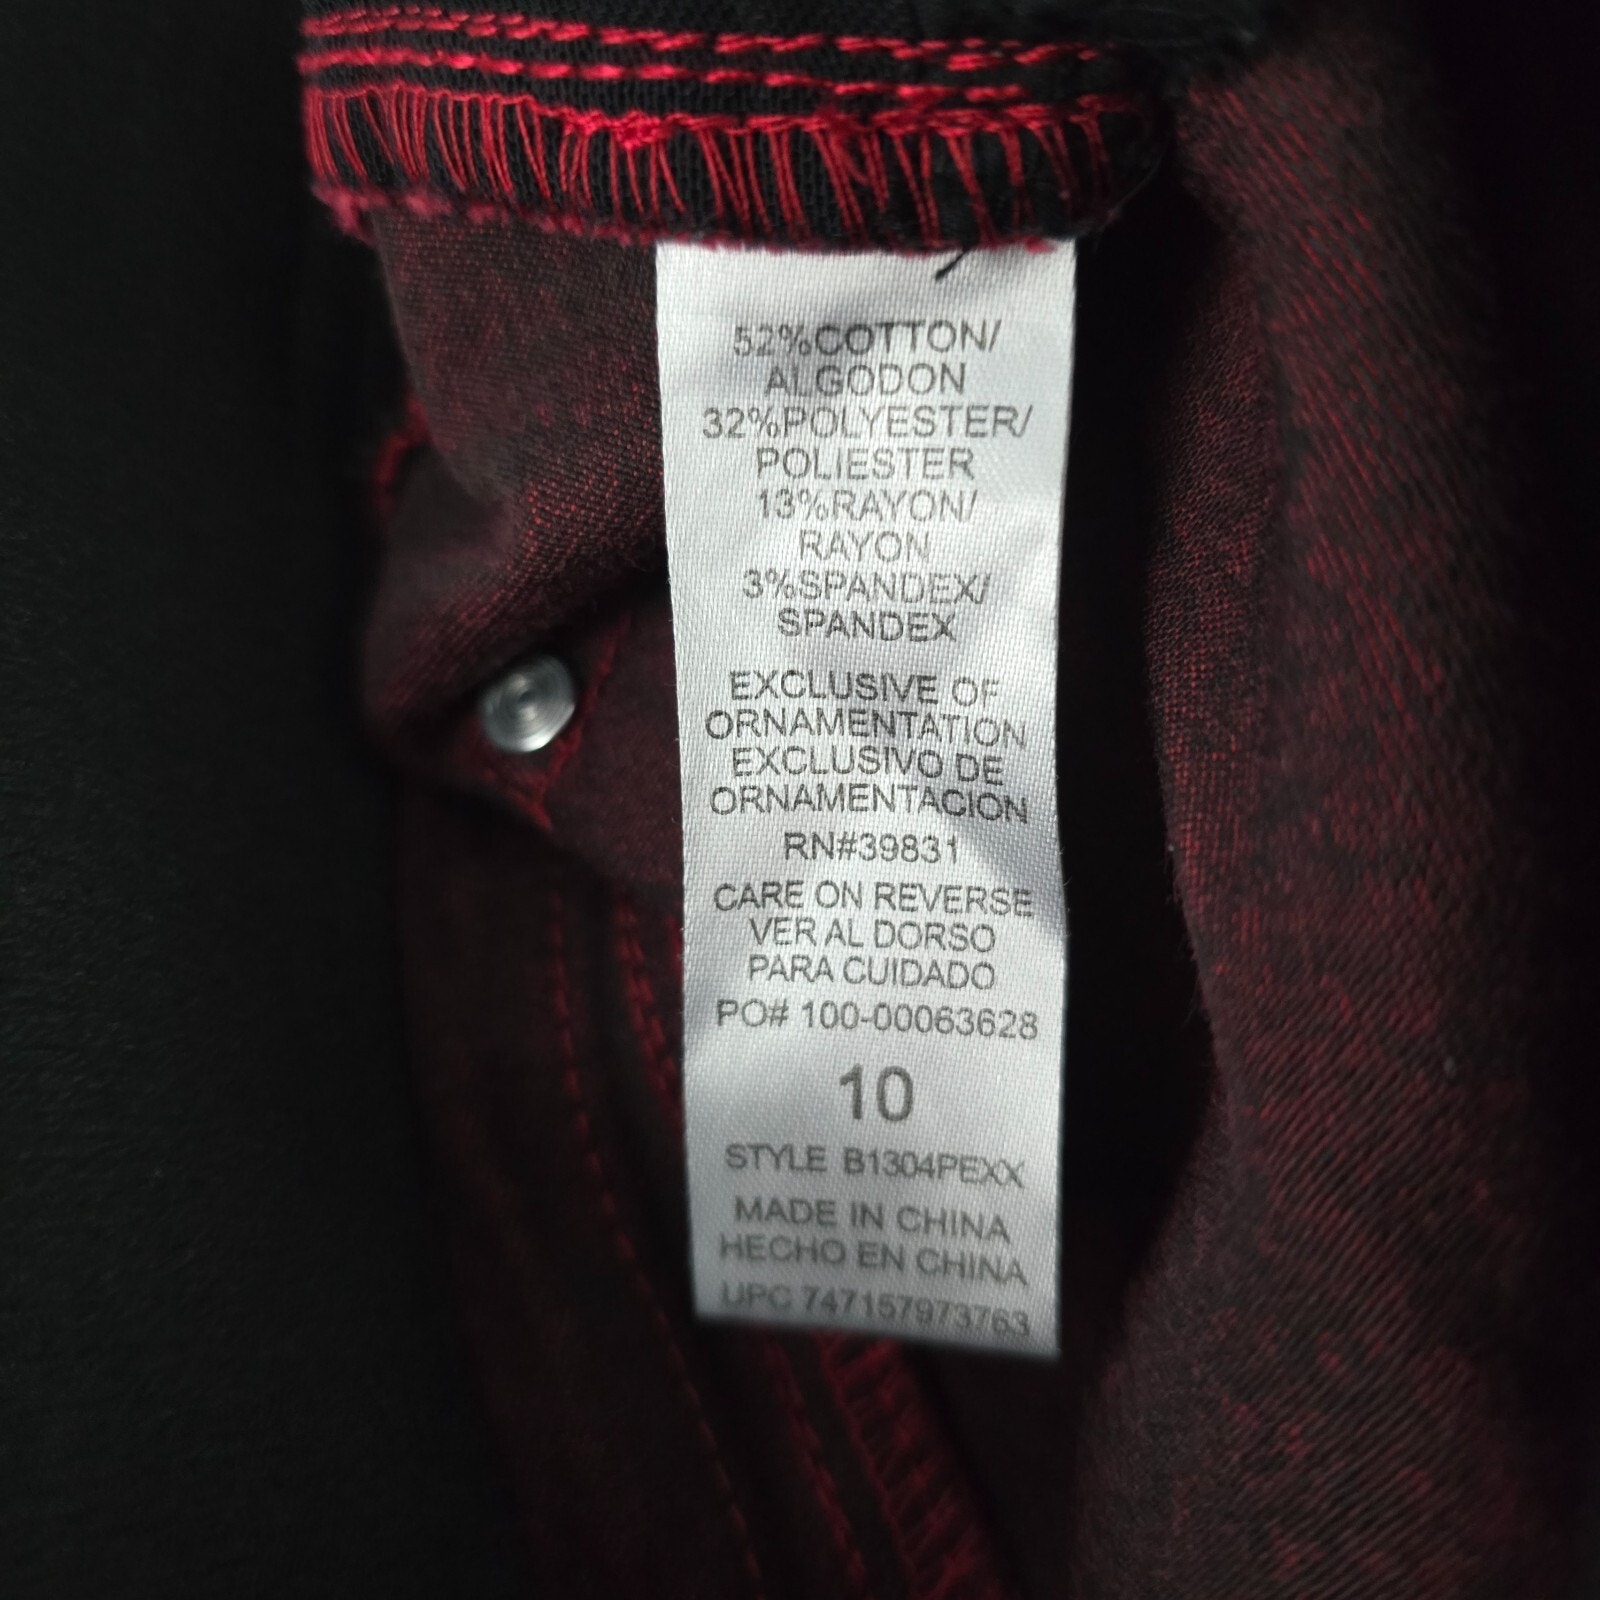 52%COTTON/
ALGODON
32%POLYESTER/
POLIESTER
13%RAYON/
RAYON
3%SPANDEX/
SPANDEX
EXCLUSIVE OF
ORNAMENTATION
EXCLUSIVO DE
ORNAMENTACION
RN#39831
CARE ON REVERSE
VER AL DORSO
PARA CUIDADO
PO# 100-00063628
10
STYLE B1304PEXX
MADE IN CHINA
HECHO EN CHINA
UPC 747157973763